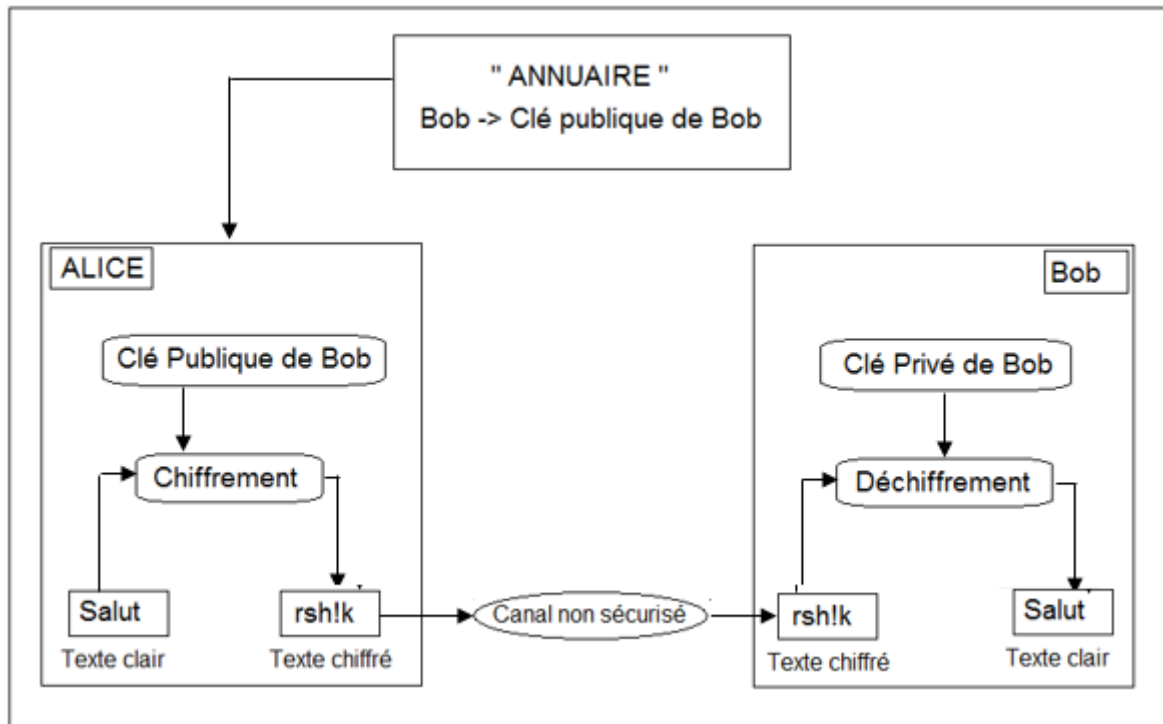 " ANNUAIRE "
Bob -> Clé publique de Bob
ALICE
Clé Publique de Bob
Chiffrement
Salut
Texte clair
rsh!k
Texte chiffré
Canal non sécurisé
Bob
Clé Privé de Bob
Déchiffrement
rsh!k
Texte chiffré
Salut
Texte clair